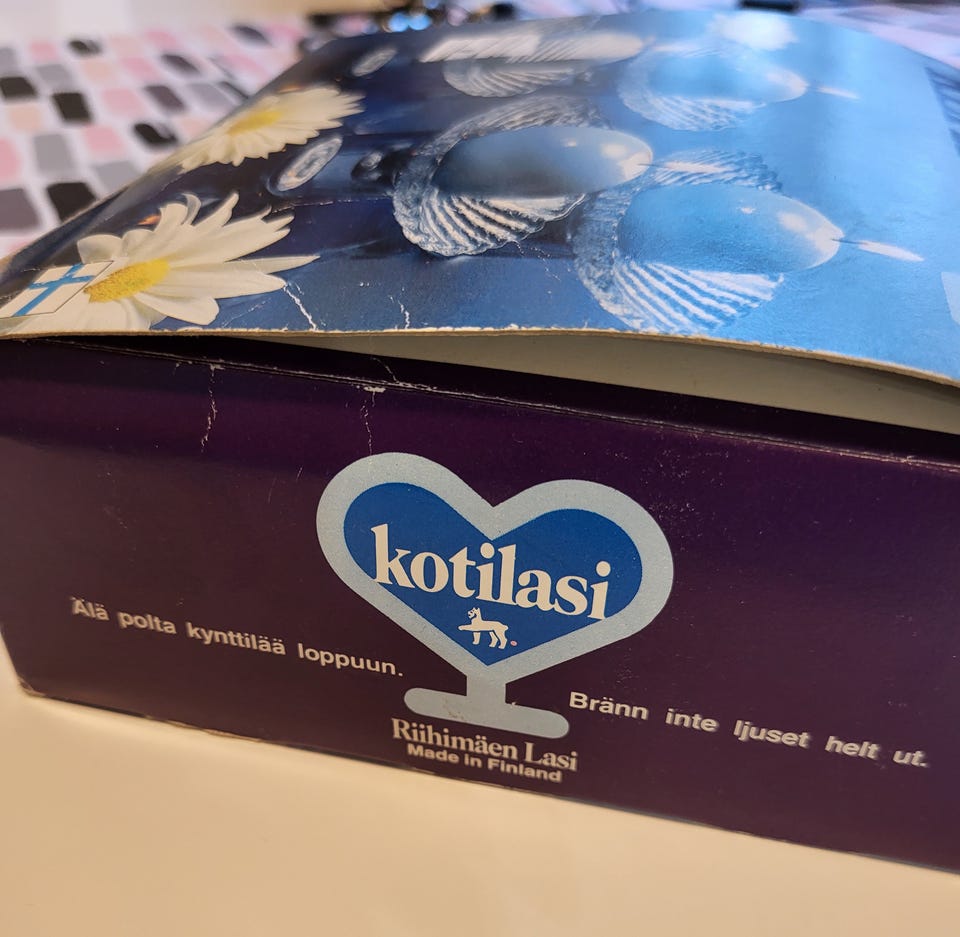 kotilasi
Älä polta kynttilää loppuun.
Bränn inte ljuset helt ut.
Riihimäen Lasi
Made in Finland